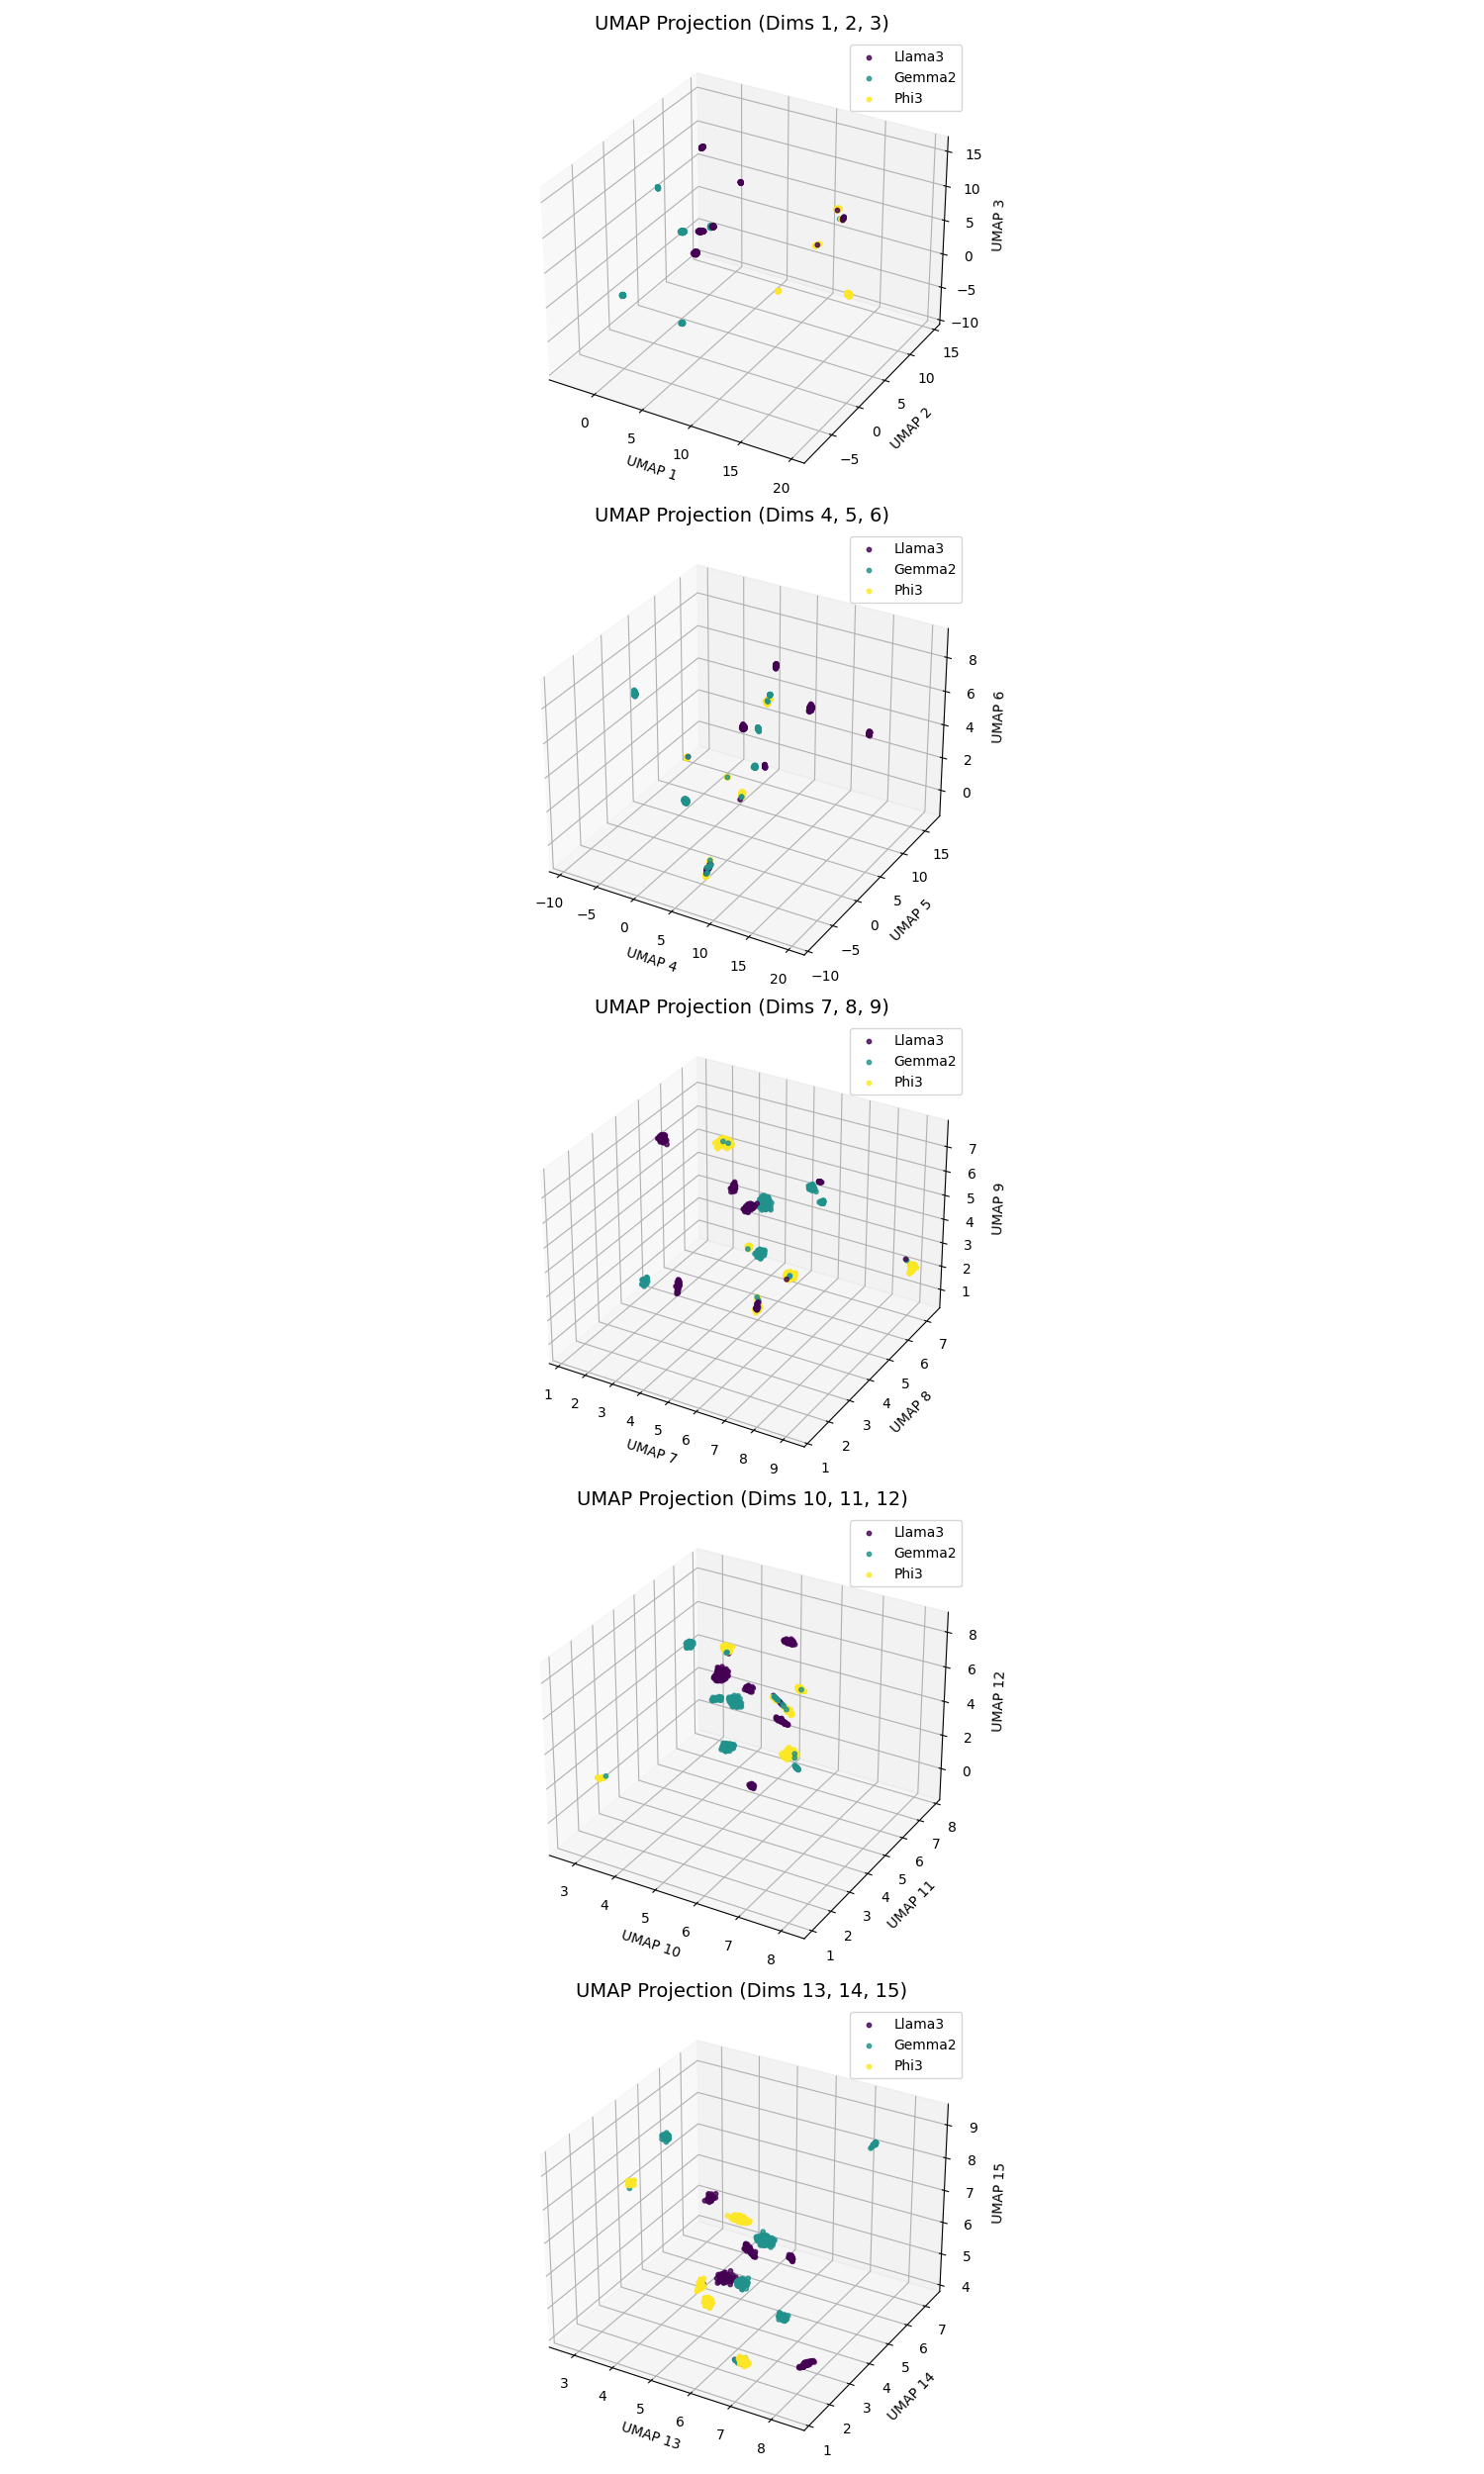 UMAP Projection (Dims 1, 2, 3)
Llama3
Gemma2
Phi3
15
10
5
0
−5
−10
UMAP 3
15
10
5
0
−5
UMAP 2
0
5
10
15
20
UMAP 1
UMAP Projection (Dims 4, 5, 6)
Llama3
Gemma2
Phi3
8
6
4
2
0
UMAP 6
15
10
5
0
−5
−10
UMAP 5
−10
−5
0
5
10
15
20
UMAP 4
UMAP Projection (Dims 7, 8, 9)
Llama3
Gemma2
Phi3
7
6
5
4
3
2
1
UMAP 9
7
6
5
4
3
2
1
UMAP 8
1
2
3
4
5
6
7
8
9
UMAP 7
UMAP Projection (Dims 10, 11, 12)
Llama3
Gemma2
Phi3
8
6
4
2
0
UMAP 12
8
7
6
5
4
3
2
1
UMAP 11
3
4
5
6
7
8
UMAP 10
UMAP Projection (Dims 13, 14, 15)
Llama3
Gemma2
Phi3
9
8
7
6
5
4
UMAP 15
7
6
5
4
3
2
1
UMAP 14
3
4
5
6
7
8
UMAP 13